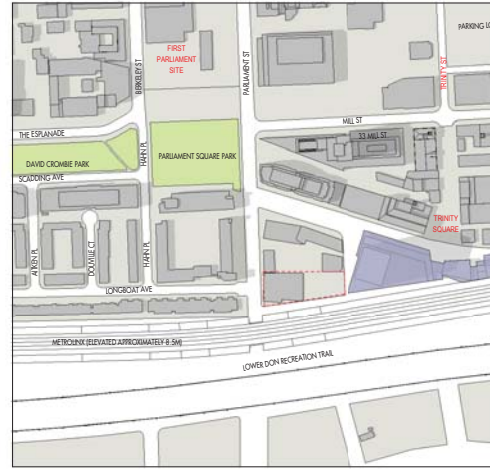 PARKING LO
FIRST
PARLIAMENT
SITE
BERKELEY ST
PARLIAMENT ST
TRINITY ST
MILL ST
THE ESPLANADE
33 MILL ST
HAHN PL
PARLIAMENT SQUARE PARK
DAVID CROMBIE PARK
SCADDING AVE
TRINITY
SQUARE
AITKEN PL
DOUVILLE CT
HAHN PL
LONGBOAT AVE
METROLINX (ELEVATED APPROXIMATELY 8.5M)
LOWER DON RECREATION TRAIL